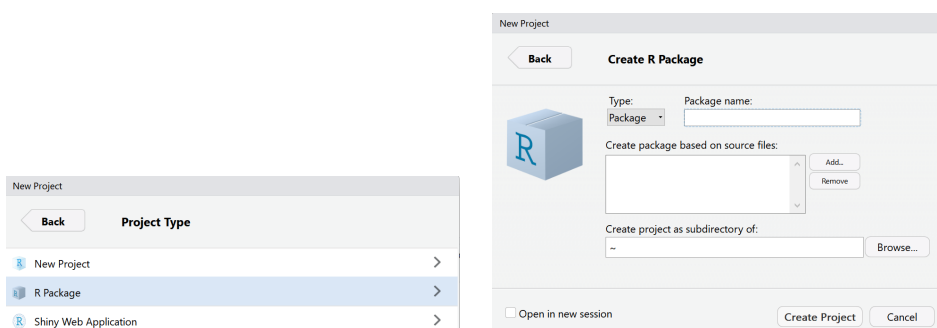 New Project
Back
Project Type
R New Project
R R Package
R Shiny Web Application
New Project
Back
Create R Package
R
Type:
Package name:
Package
Create package based on source files:
Add...
Remove
Create project as subdirectory of:
~
Browse...
Open in new session
Create Project
Cancel